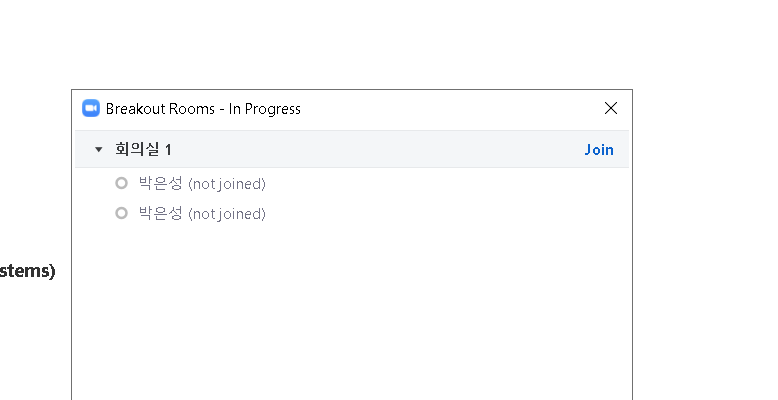 Breakout Rooms - In Progress
회의실 1 Join
박은성 (not joined)
박은성 (not joined)
stems)